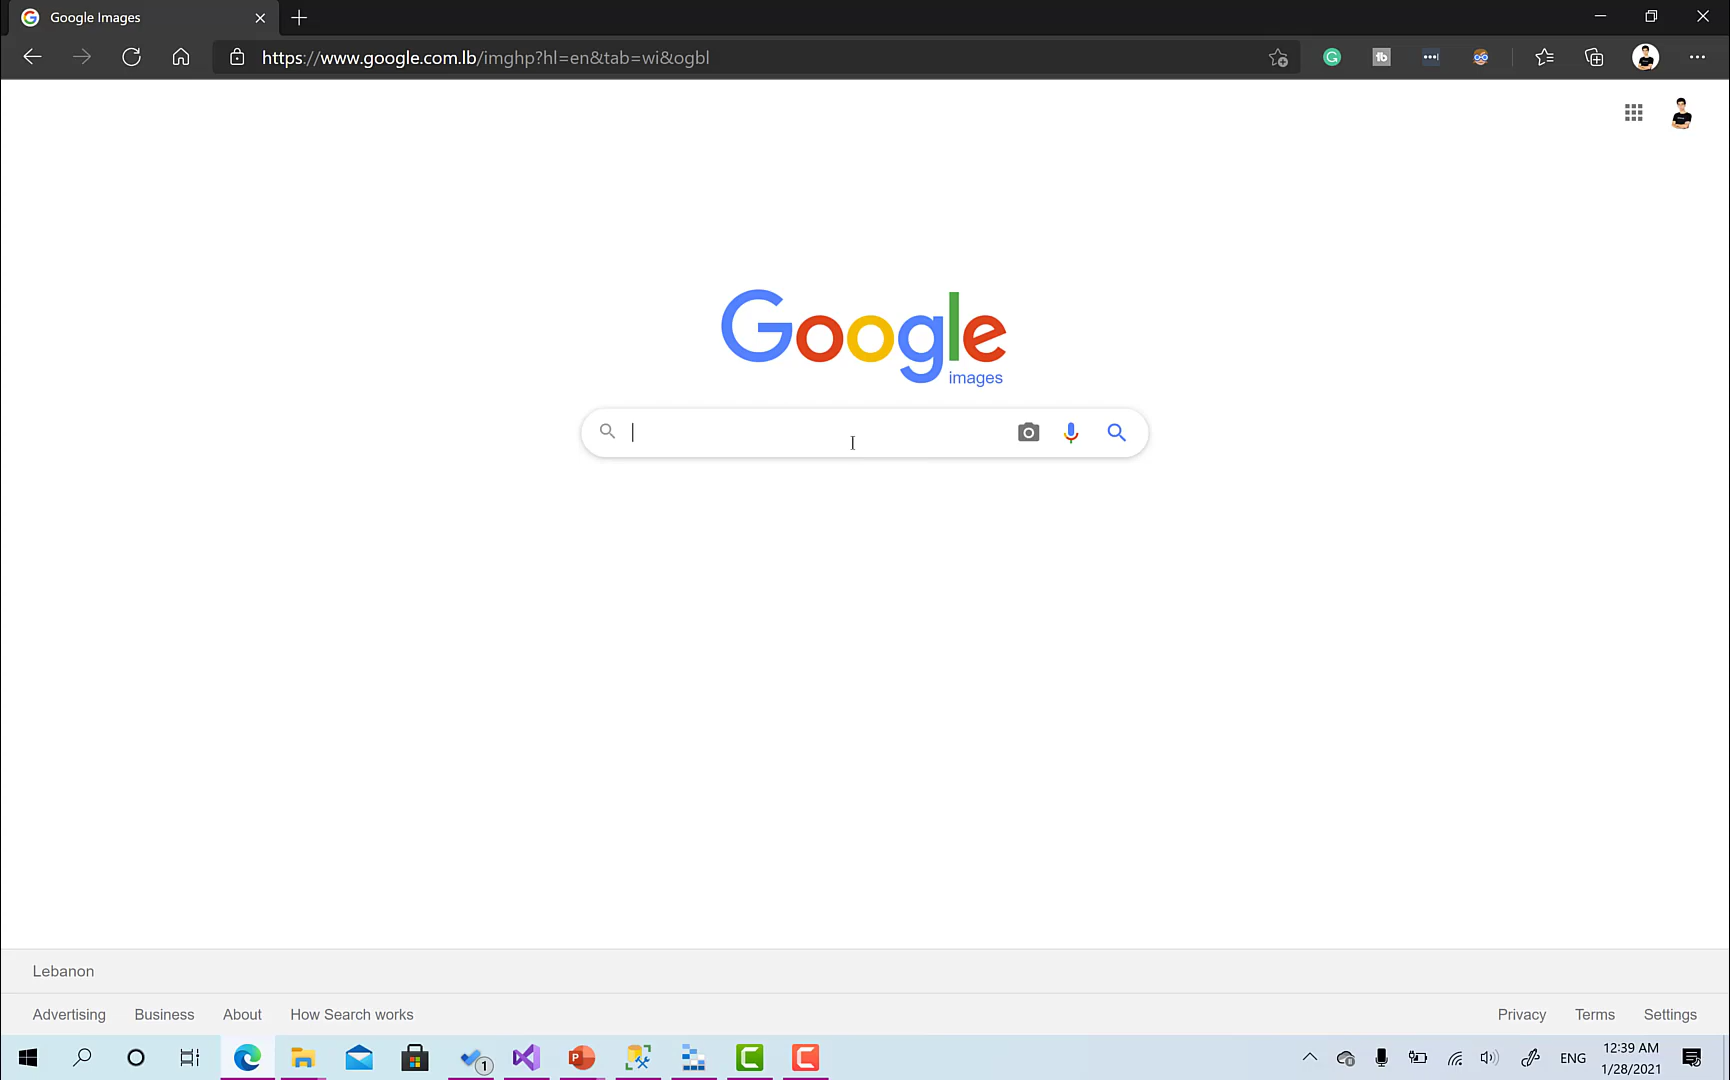 Google Images
https://www.google.com.lb/imghp?hl=en&tab=wi&ogbl
Google
images
Lebanon
Advertising Business About How Search works
Privacy Terms Settings
1
ENG
12:39 AM
1/28/2021